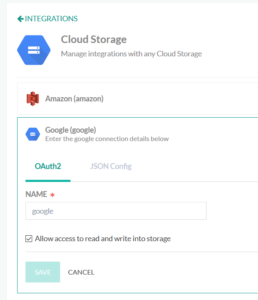 INTEGRATIONS
Cloud Storage
Manage integrations with any Cloud Storage
Amazon (amazon)
Google (google)
Enter the google connection details below
OAuth2 JSON Config
NAME *
google
Allow access to read and write into storage
SAVE CANCEL